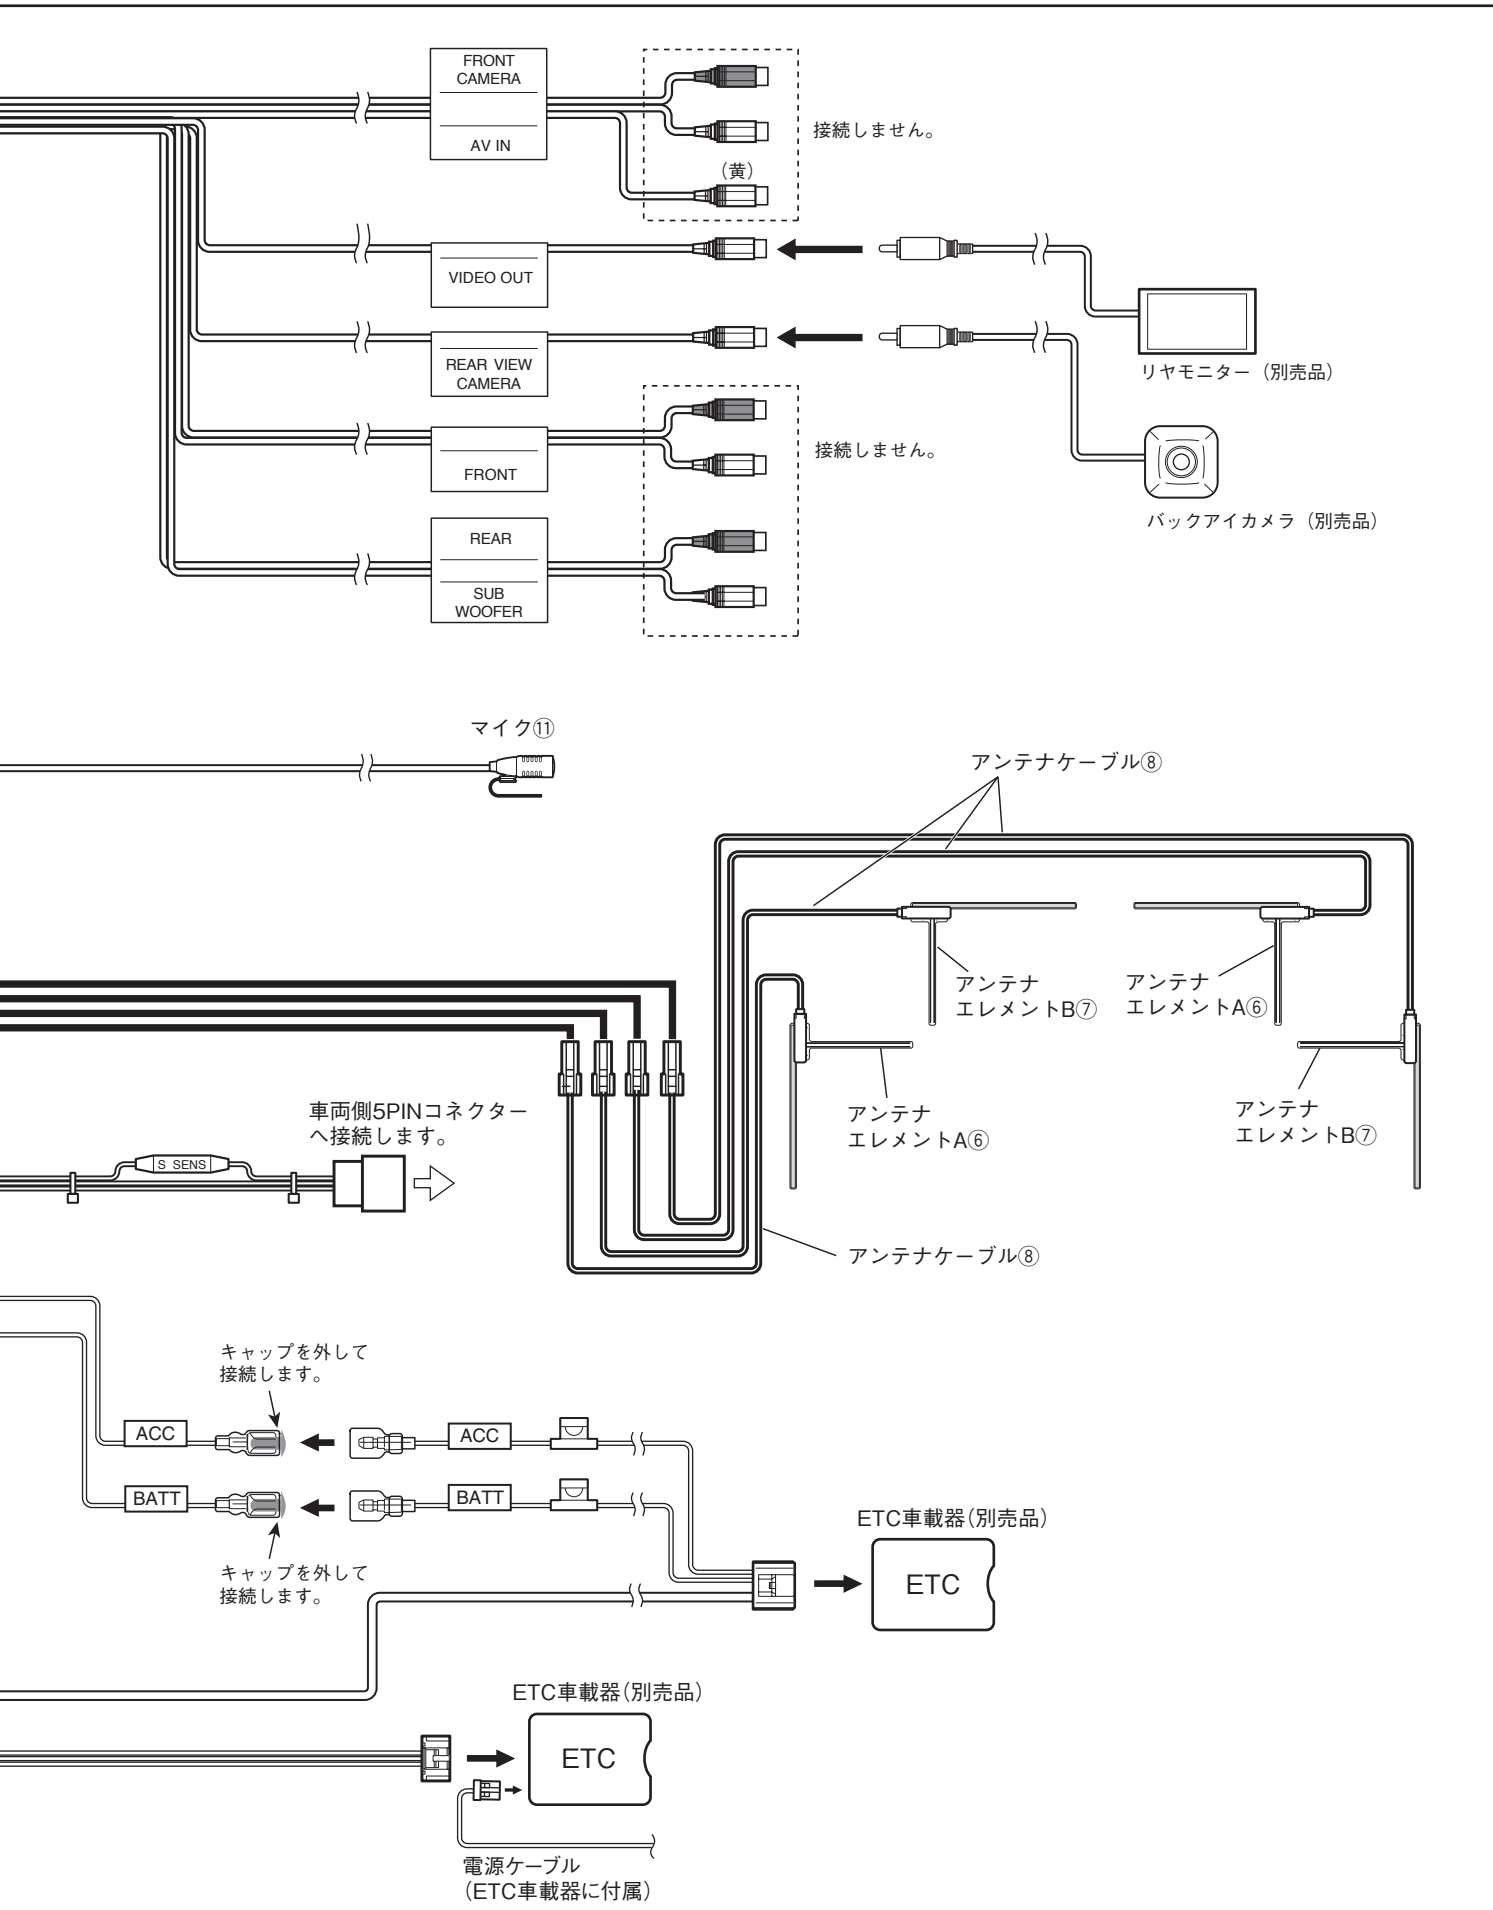 FRONT
CAMERA
AV IN
接続しません。
(黄)
VIDEO OUT
REAR VIEW
CAMERA
リヤモニター（別売品）
FRONT
接続しません。
バックアイカメラ（別売品）
REAR
SUB
WOOFER
マイク⑪
アンテナケーブル⑧
アンテナ
エレメントB⑦
アンテナ
エレメントA⑥
アンテナ
エレメントA⑥
アンテナ
エレメントB⑦
車両側5PINコネクター
へ接続します。
S SENS
アンテナケーブル⑧
キャップを外して
接続します。
ACC
ACC
BATT
BATT
キャップを外して
接続します。
ETC車載器(別売品)
ETC
ETC車載器(別売品)
ETC
電源ケーブル
(ETC車載器に付属)